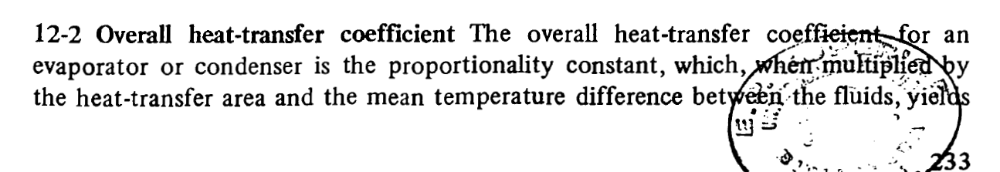 12-2 Overall heat-transfer coefficient The overall heat-transfer coefficient for an
evaporator or condenser is the proportionality constant, which, when multiplied by
the heat-transfer area and the mean temperature difference between the fluids, yields
233